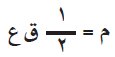 م = ١/٢ ق ع